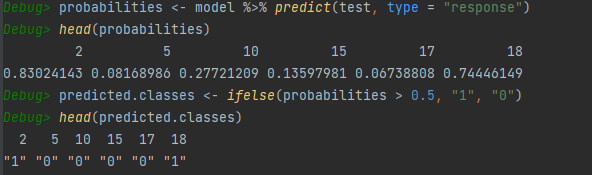 Debug> probabilities <- model %>% predict(test, type = "response")
Debug> head(probabilities)
2 5 10 15 17 18
0.83024143 0.08168986 0.27721209 0.13597981 0.06738808 0.74446149
Debug> predicted.classes <- ifelse(probabilities > 0.5, "1", "0")
Debug> head(predicted.classes)
2 5 10 15 17 18
"1" "0" "0" "0" "0" "1"